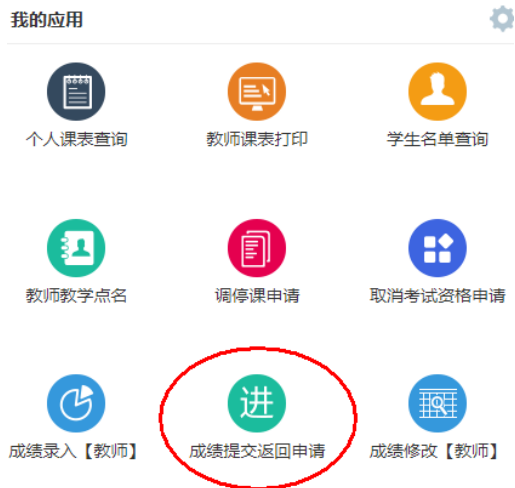 我的应用
个人课表查询
教师课表打印
学生名单查询
教师教学点名
调停课申请
取消考试资格申请
进
成绩录入【教师】
成绩提交返回申请
成绩修改【教师】